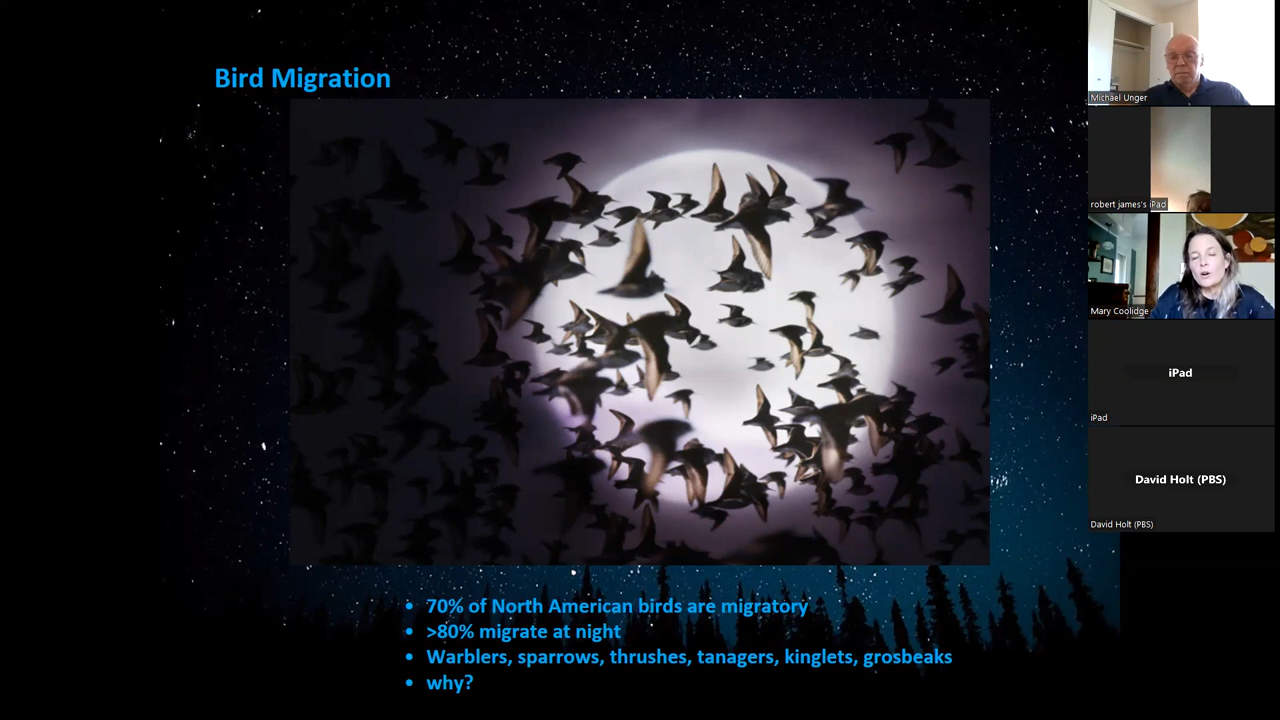 Bird Migration
• 70% of North American birds are migratory
• >80% migrate at night
• Warblers, sparrows, thrushes, tanagers, kinglets, grosbeaks
• why?
Michael Unger
robert james's iPad
Mary Coolidge
iPad
iPad
David Holt (PBS)
David Holt (PBS)